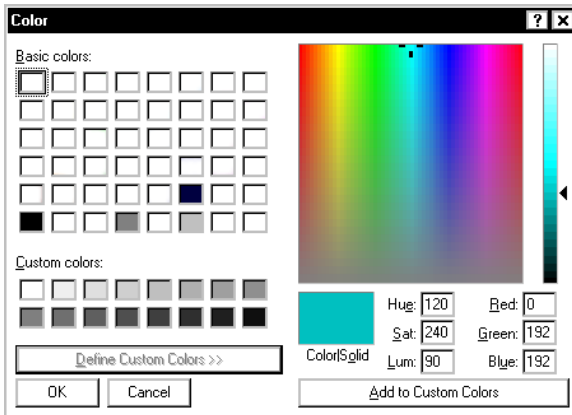 Color
Basic colors:
Custom colors:
Define Custom Colors >>
OK Cancel
Color|Solid
Hue: 120 Red: 0
Sat: 240 Green: 192
Lum: 90 Blue: 192
Add to Custom Colors